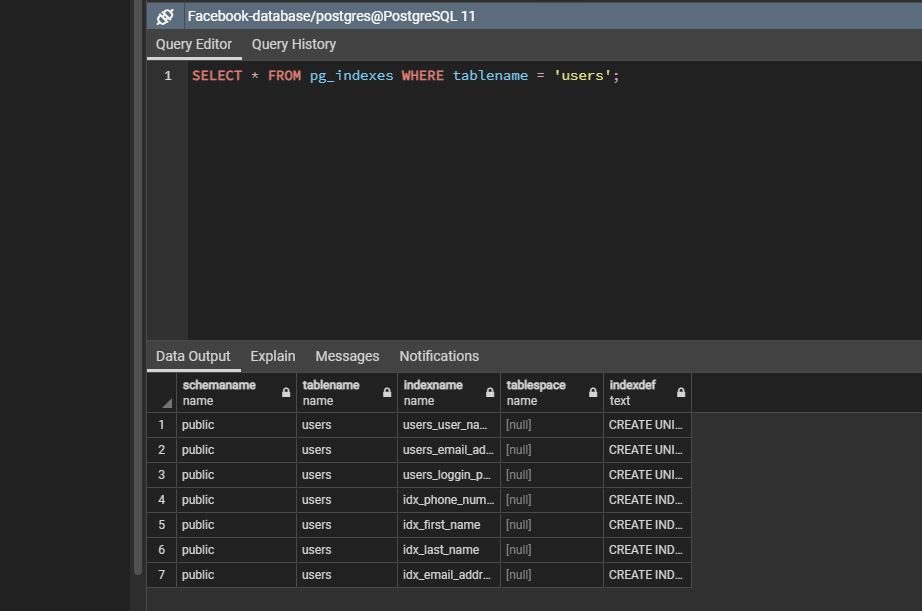 Facebook-database/postgres@PostgreSQL 11
Query Editor Query History
1 SELECT * FROM pg_indexes WHERE tablename = 'users';
Data Output Explain Messages Notifications
schemaname tablename indexname tablespace indexdef
name name name name text
1 public users users_user_na... [null] CREATE UNI...
2 public users users_email_ad... [null] CREATE UNI...
3 public users users_loggin_p... [null] CREATE UNI...
4 public users idx_phone_num... [null] CREATE IND...
5 public users idx_first_name [null] CREATE IND...
6 public users idx_last_name [null] CREATE IND...
7 public users idx_email_addr... [null] CREATE IND...